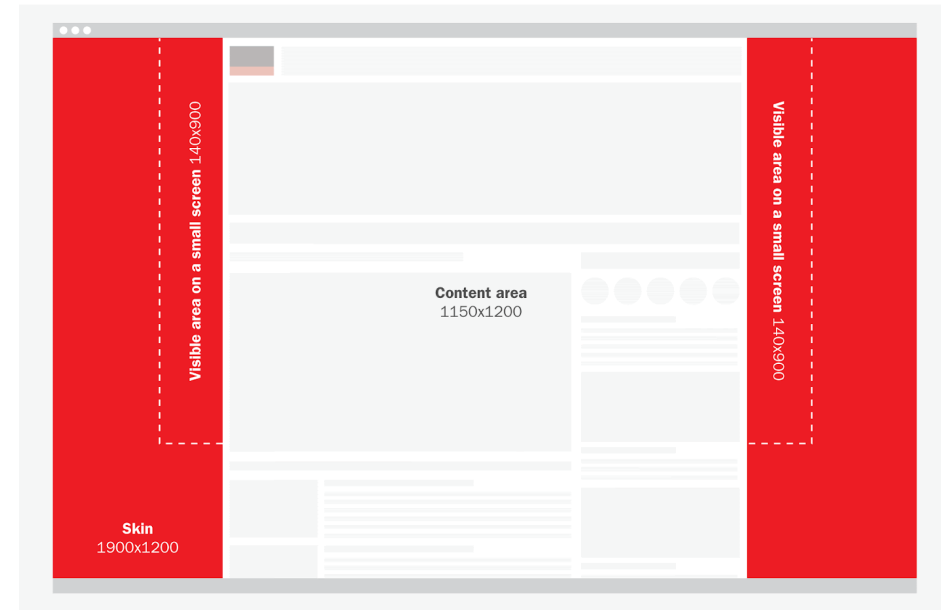 Visible area on a small screen 140x900
Content area
1150x1200
Visible area on a small screen 140x900
Skin
1900x1200